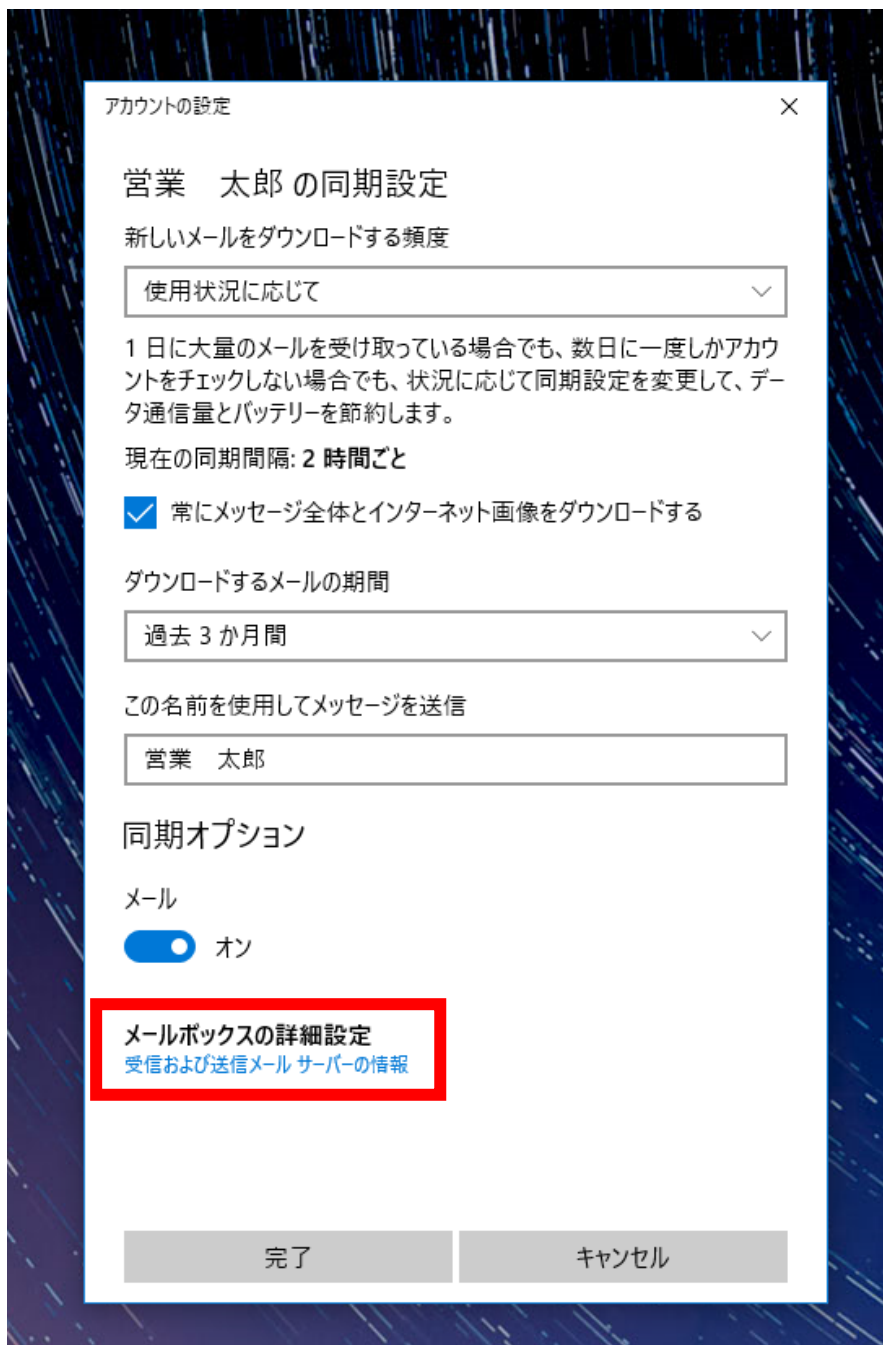 アカウントの設定
営業　太郎 の同期設定
新しいメールをダウンロードする頻度
使用状況に応じて
1 日に大量のメールを受け取っている場合でも、数日に一度しかアカウ
ントをチェックしない場合でも、状況に応じて同期設定を変更して、デー
タ通信量とバッテリーを節約します。
現在の同期間隔: 2 時間ごと
常にメッセージ全体とインターネット画像をダウンロードする
ダウンロードするメールの期間
過去 3 か月間
この名前を使用してメッセージを送信
営業　太郎
同期オプション
メール
オン
メールボックスの詳細設定
受信および送信メール サーバーの情報
完了
キャンセル